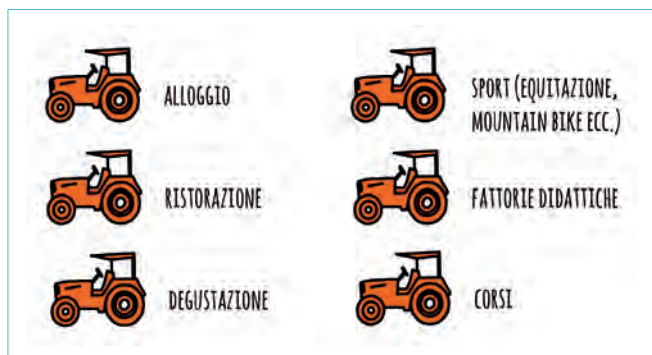 ALLOGGIO
RISTORAZIONE
DEGUSTAZIONE
SPORT (EQUITAZIONE,
MOUNTAIN BIKE ECC.)
FATTORIE DIDATTICHE
CORSI